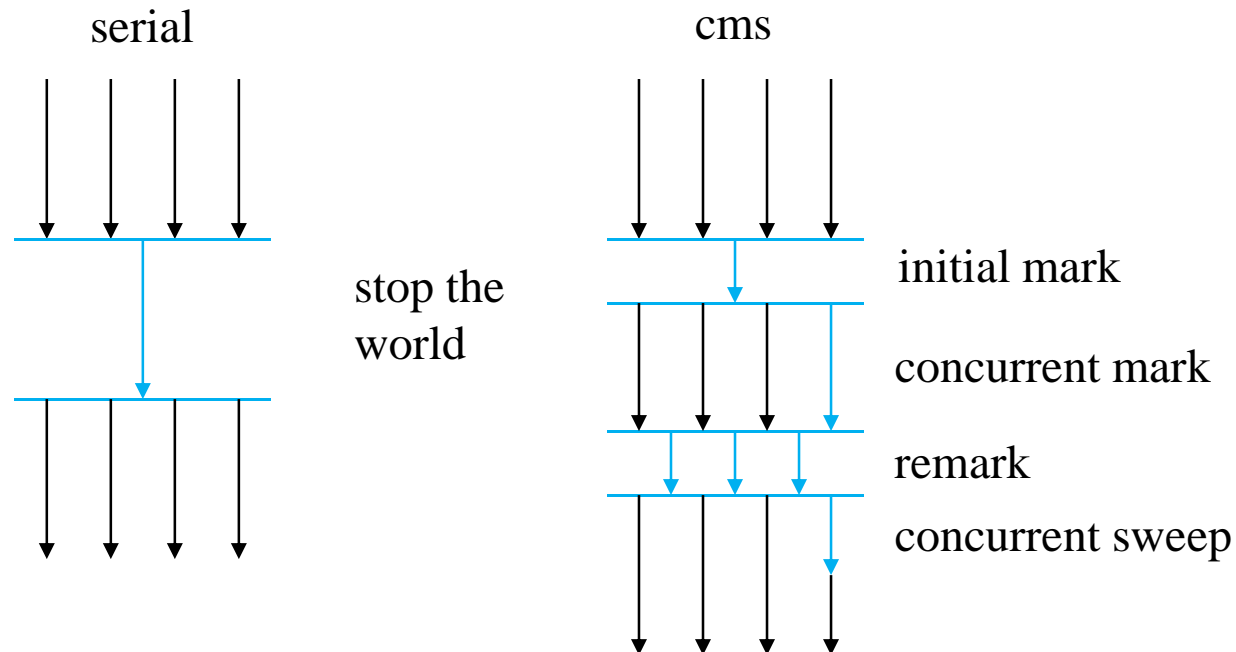 serial
cms
stop the
world
initial mark
concurrent mark
remark
concurrent sweep